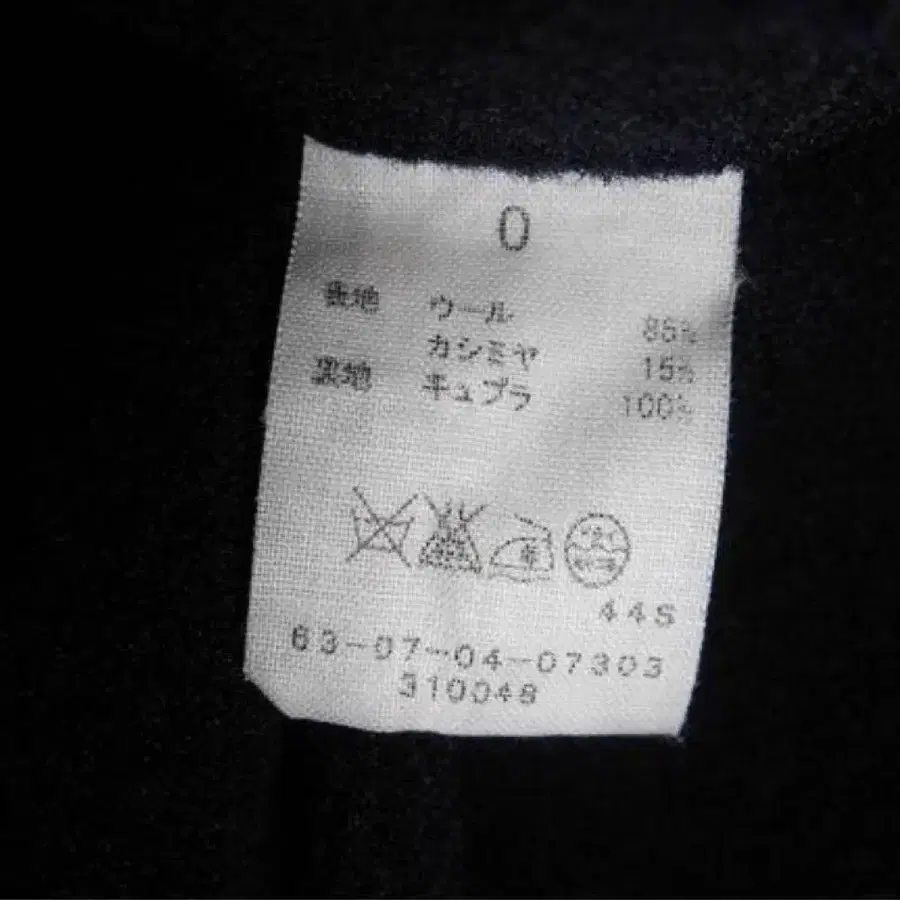 0
表地 ウール 85%
カシミヤ 15%
裏地 キュプラ 100%
中
44S
63-07-04-07303
310048